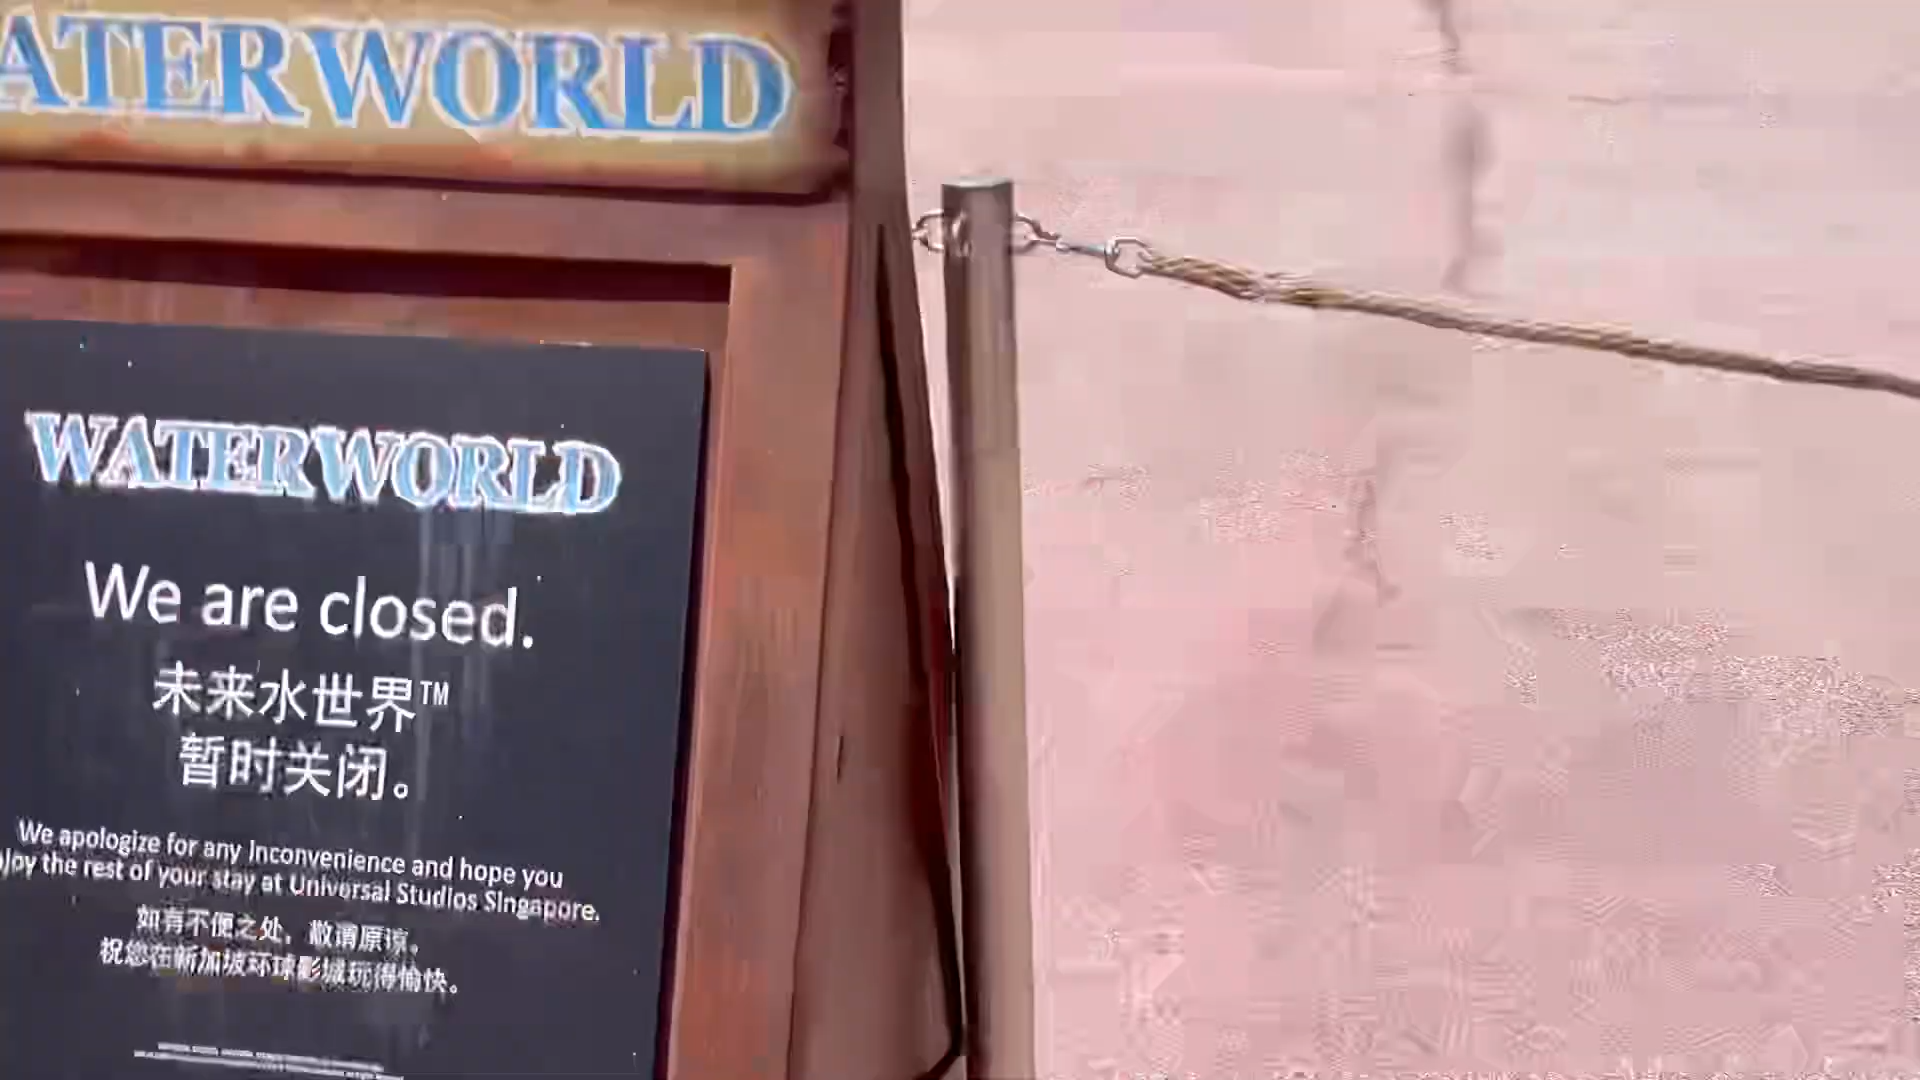 ATERWORLD
WATERWORLD
We are closed.
未来水世界™
暂时关闭。
We apologize for any inconvenience and hope you
njoy the rest of your stay at Universal Studios Singapore.
如有不便之处，敬请原谅。
祝您在新加坡环球影城玩得愉快。